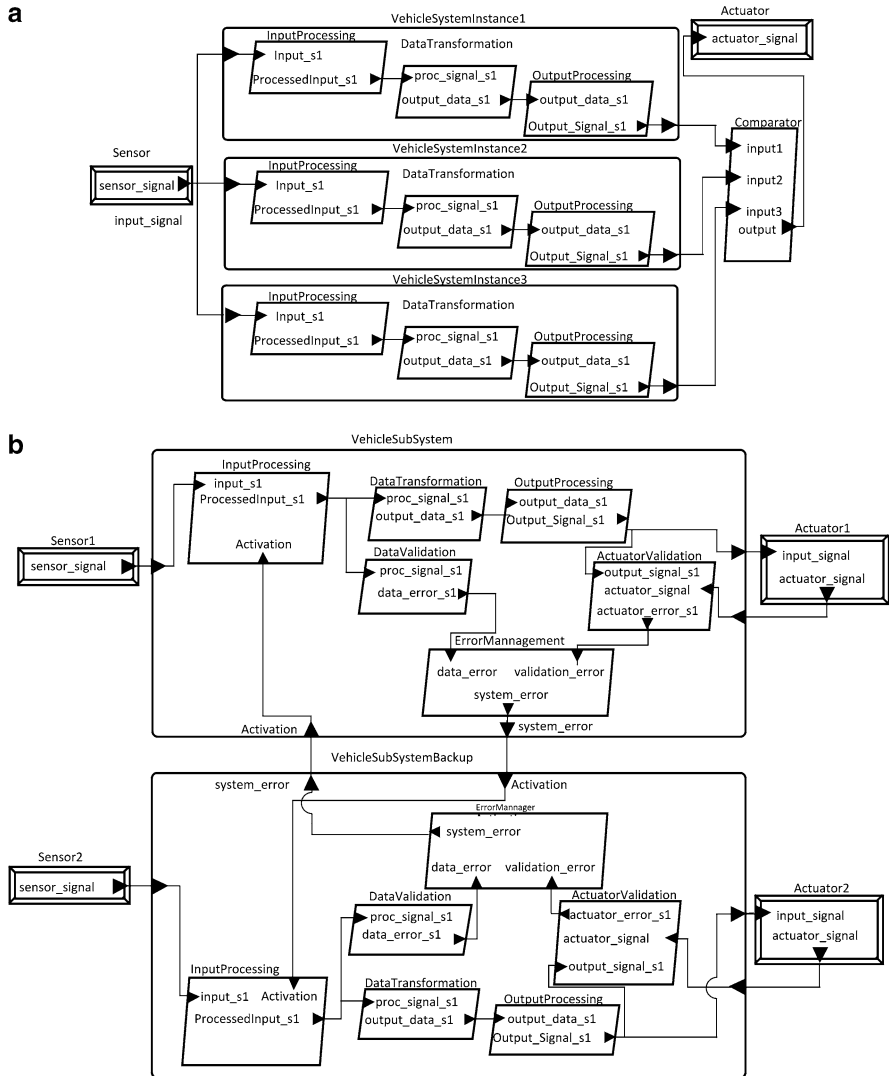 a
VehicleSystemInstance1
Actuator
actuator_signal
InputProcessing
Input_s1
ProcessedInput_s1
DataTransformation
proc_signal_s1
output_data_s1
OutputProcessing
output_data_s1
Output_Signal_s1
Comparator
input1
input2
input3
output
Sensor
sensor_signal
input_signal
VehicleSystemInstance2
InputProcessing
Input_s1
ProcessedInput_s1
DataTransformation
proc_signal_s1
output_data_s1
OutputProcessing
output_data_s1
Output_Signal_s1
VehicleSystemInstance3
InputProcessing
Input_s1
ProcessedInput_s1
DataTransformation
proc_signal_s1
output_data_s1
OutputProcessing
output_data_s1
Output_Signal_s1
b
VehicleSubSystem
InputProcessing
input_s1
ProcessedInput_s1
Activation
DataTransformation
proc_signal_s1
output_data_s1
OutputProcessing
output_data_s1
Output_Signal_s1
Sensor1
sensor_signal
DataValidation
proc_signal_s1
data_error_s1
ActuatorValidation
output_signal_s1
actuator_signal
actuator_error_s1
Actuator1
input_signal
actuator_signal
ErrorMannagement
data_error
validation_error
system_error
Activation
system_error
VehicleSubSystemBackup
system_error
Activation
ErrorMannager
system_error
data_error
validation_error
Sensor2
sensor_signal
DataValidation
proc_signal_s1
data_error_s1
ActuatorValidation
actuator_error_s1
actuator_signal
output_signal_s1
Actuator2
input_signal
actuator_signal
InputProcessing
input_s1
Activation
ProcessedInput_s1
DataTransformation
proc_signal_s1
output_data_s1
OutputProcessing
output_data_s1
Output_Signal_s1